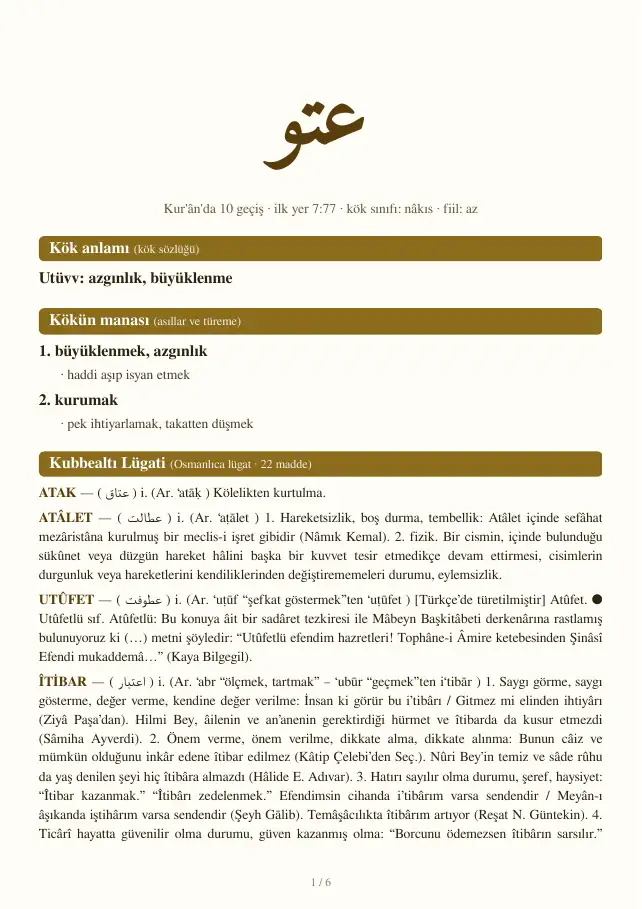 عتو
Kur'ân'da 10 geçiş · ilk yer 7:77 · kök sınıfı: nâkıs · fiil: az
Kök anlamı (kök sözlüğü)
Utüvv: azgınlık, büyüklenme
Kökün manası (asıllar ve türeme)
1. büyüklenmek, azgınlık
· haddi aşıp isyan etmek
2. kurumak
· pek ihtiyarlamak, takatten düşmek
Kubbealtı Lügati (Osmanlıca lügat · 22 madde)
ATAK — ( عتاق ) i. (Ar. ‘atāḳ ) Kölelikten kurtulma.
ATÂLET — ( عطالت ) i. (Ar. ‘aṭālet ) 1. Hareketsizlik, boş durma, tembellik: Atâlet içinde sefâhat
mezâristâna kurulmuş bir meclis-i işret gibidir (Nâmık Kemal). 2. fizik. Bir cismin, içinde bulunduğu
sükûnet veya düzgün hareket hâlini başka bir kuvvet tesir etmedikçe devam ettirmesi, cisimlerin
durgunluk veya hareketlerini kendiliklerinden değiştirememeleri durumu, eylemsizlik.
UTÛFET — ( عطوفت ) i. (Ar. ‘uṭūf “şefkat göstermek”ten ‘uṭūfet ) [Türkçe’de türetilmiştir] Atûfet. ●
Utûfetlü sıf. Atûfetlü: Bu konuya âit bir sadâret tezkiresi ile Mâbeyn Başkitâbeti derkenârına rastlamış
bulunuyoruz ki (…) metni şöyledir: “Utûfetlü efendim hazretleri! Tophâne-i Âmire ketebesinden Şinâsî
Efendi mukaddemâ…” (Kaya Bilgegil).
ÎTİBAR — ( اعتبار ) i. (Ar. ‘abr “ölçmek, tartmak” – ‘ubūr “geçmek”ten i‘tibār ) 1. Saygı görme, saygı
gösterme, değer verme, kendine değer verilme: İnsan ki görür bu i’tibârı / Gitmez mi elinden ihtiyârı
(Ziyâ Paşa’dan). Hilmi Bey, âilenin ve an’anenin gerektirdiği hürmet ve îtibarda da kusur etmezdi
(Sâmiha Ayverdi). 2. Önem verme, önem verilme, dikkate alma, dikkate alınma: Bunun câiz ve
mümkün olduğunu inkâr edene îtibar edilmez (Kâtip Çelebi’den Seç.). Nûri Bey’in temiz ve sâde rûhu
da yaş denilen şeyi hiç îtibâra almazdı (Hâlide E. Adıvar). 3. Hatırı sayılır olma durumu, şeref, haysiyet:
“Îtibar kazanmak.” “Îtibârı zedelenmek.” Efendimsin cihanda i’tibârım varsa sendendir / Meyân-ı
âşıkanda iştihârım varsa sendendir (Şeyh Gālib). Temâşâcılıkta îtibârım artıyor (Reşat N. Güntekin). 4.
Ticârî hayatta güvenilir olma durumu, güven kazanmış olma: “Borcunu ödemezsen îtibârın sarsılır.”
1 / 6